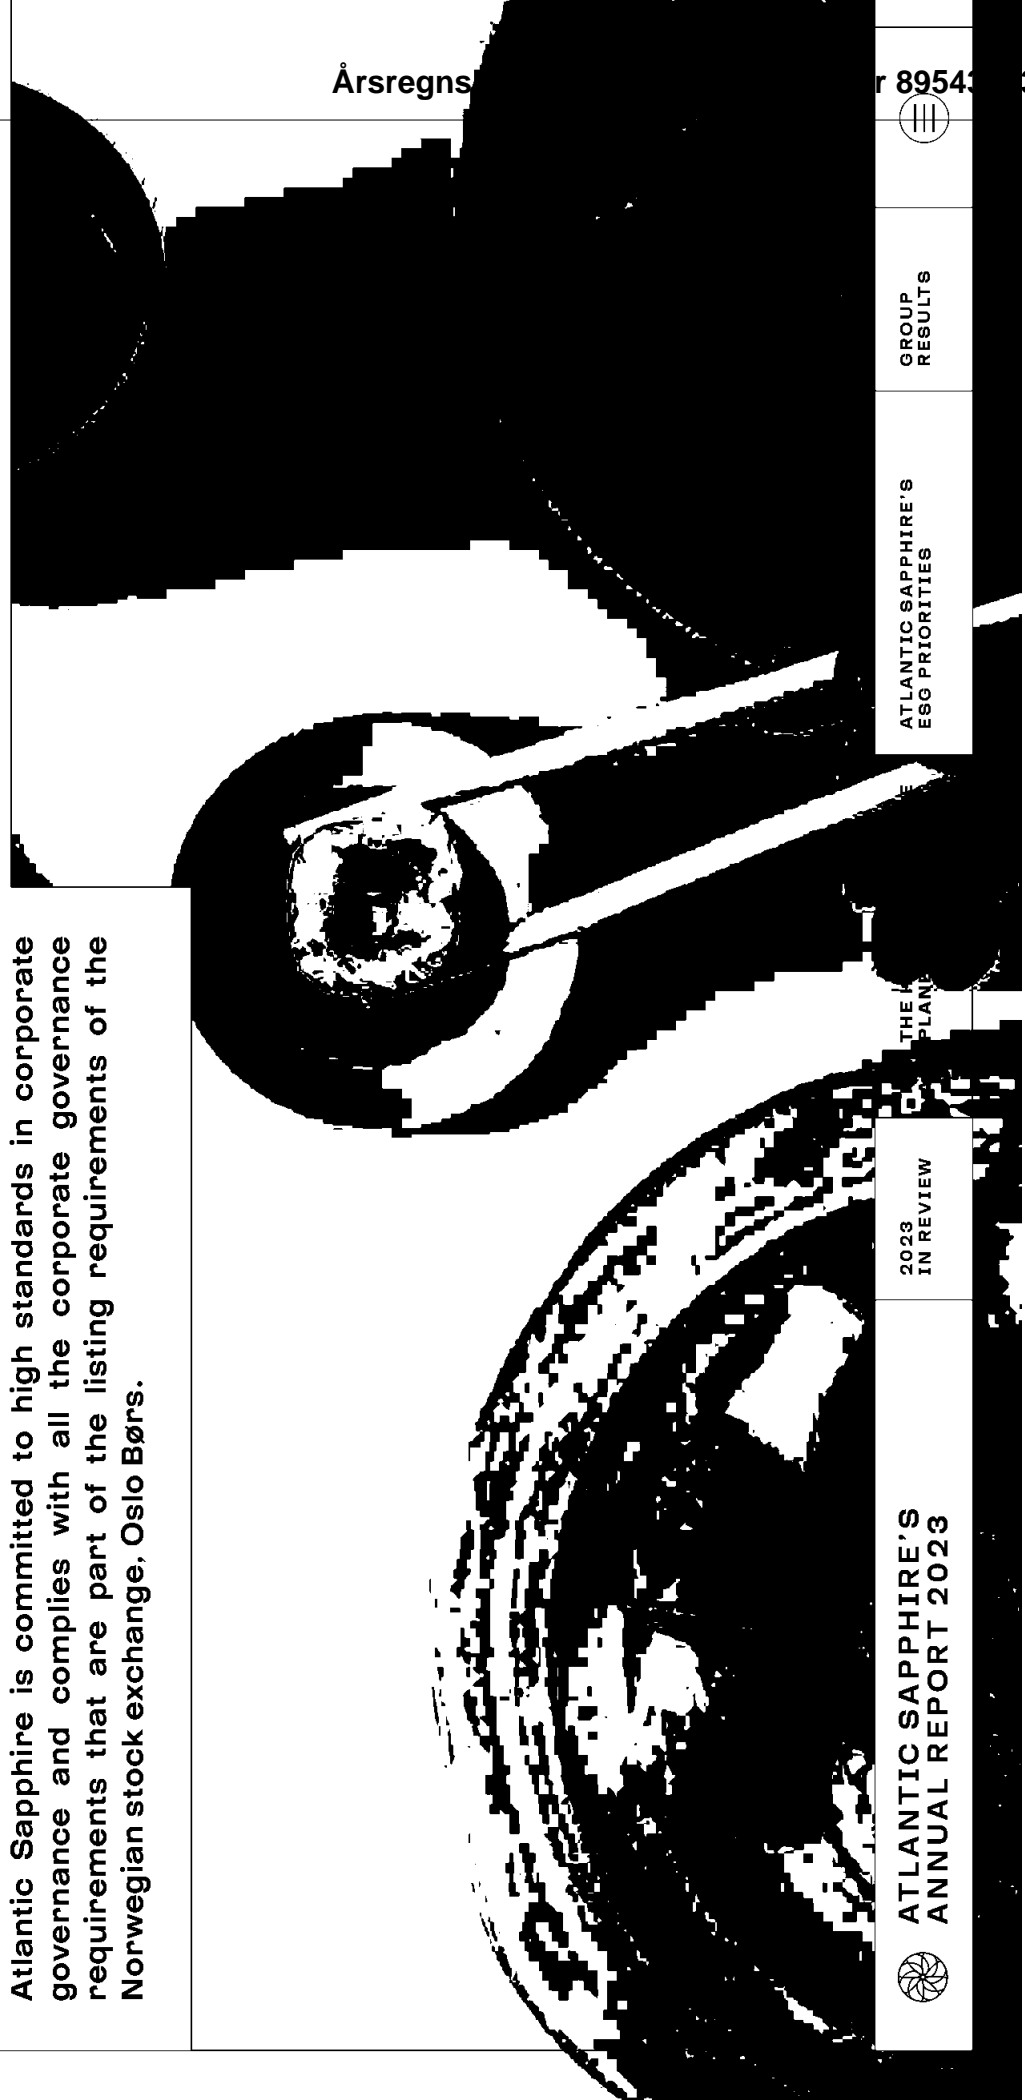 Årsregns
r 8954
ATLANTIC SAPPHIRE'S
ANNUAL REPORT 2023
2023
IN REVIEW
THE
ATLANTIC SAPPHIRE'S
ESG PRIORITIES
GROUP
RESULTS
Atlantic Sapphire is committed to high standards in corporate
governance and complies with all the corporate governance
requirements that are part of the listing requirements of the
Norwegian stock exchange, Oslo Børs.